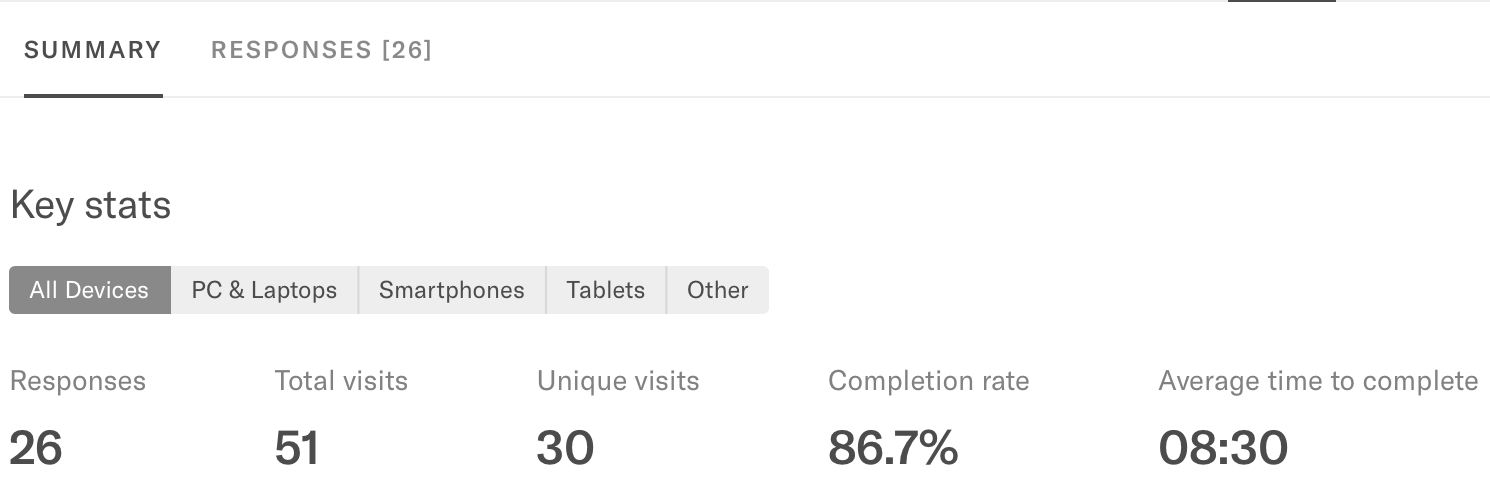 SUMMARY RESPONSES [26]
Key stats
All Devices PC & Laptops Smartphones Tablets Other
Responses Total visits Unique visits Completion rate Average time to complete
26 51 30 86.7% 08:30